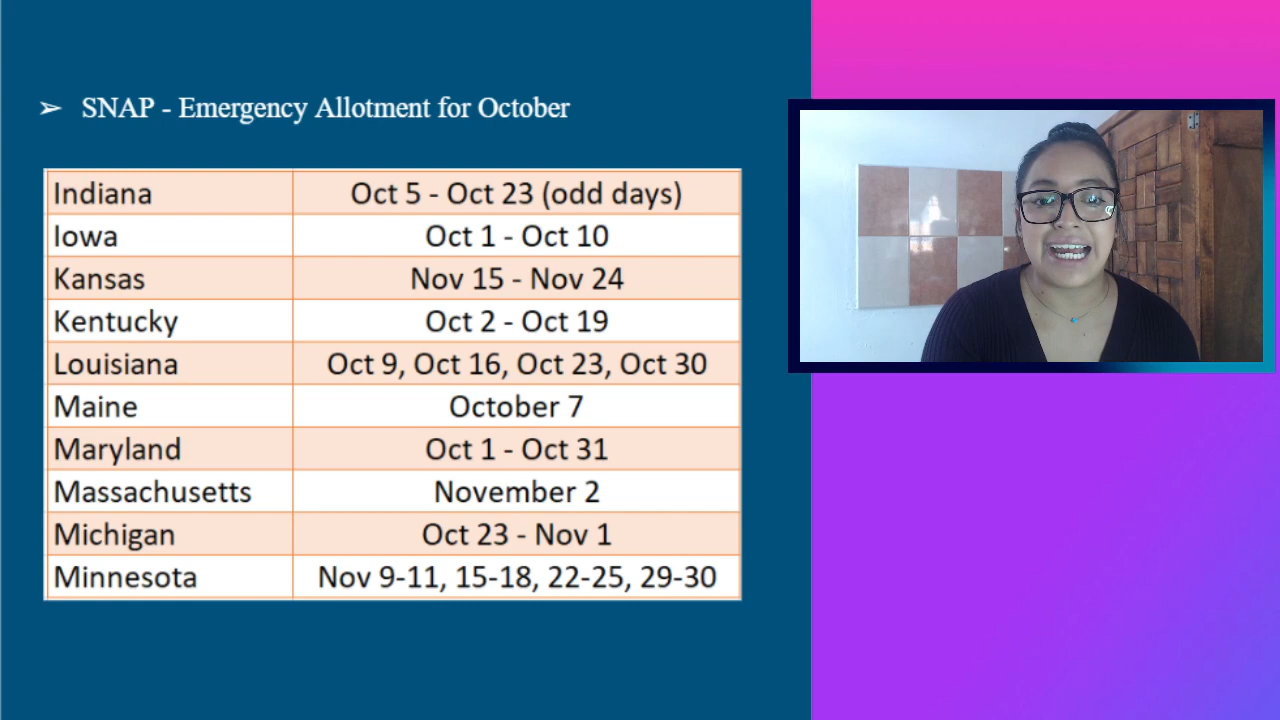 ➢ SNAP - Emergency Allotment for October
Indiana Oct 5 - Oct 23 (odd days)
Iowa Oct 1 - Oct 10
Kansas Nov 15 - Nov 24
Kentucky Oct 2 - Oct 19
Louisiana Oct 9, Oct 16, Oct 23, Oct 30
Maine October 7
Maryland Oct 1 - Oct 31
Massachusetts November 2
Michigan Oct 23 - Nov 1
Minnesota Nov 9-11, 15-18, 22-25, 29-30